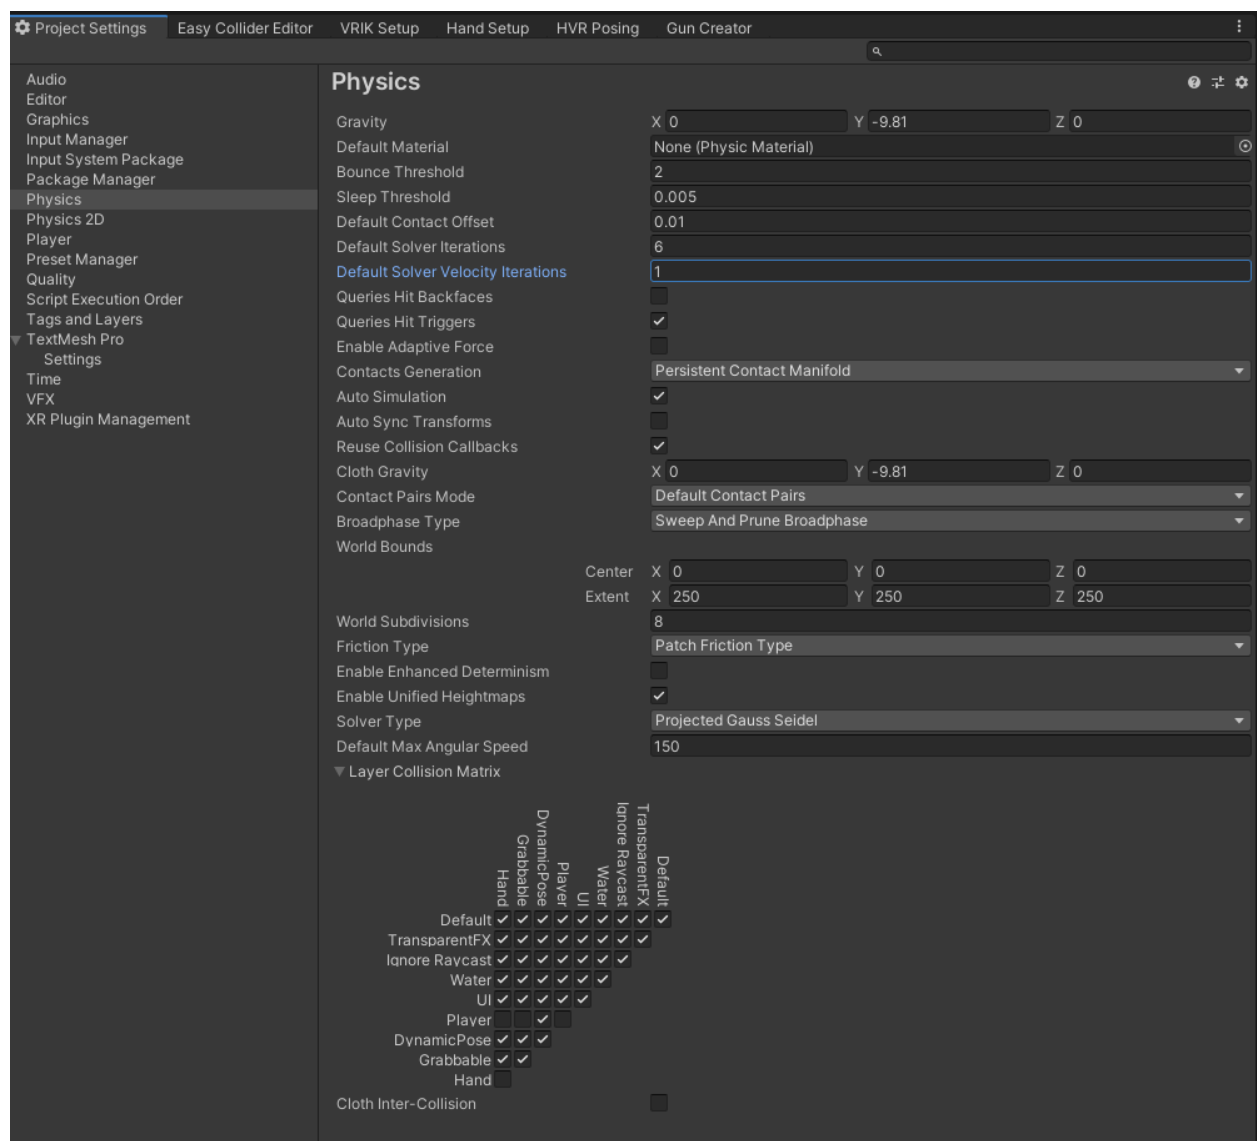 Project Settings Easy Collider Editor VRIK Setup Hand Setup HVR Posing Gun Creator
Audio
Editor
Graphics
Input Manager
Input System Package
Package Manager
Physics
Physics 2D
Player
Preset Manager
Quality
Script Execution Order
Tags and Layers
TextMesh Pro
Settings
Time
VFX
XR Plugin Management
Physics
Gravity X 0 Y -9.81 Z 0
Default Material None (Physic Material)
Bounce Threshold 2
Sleep Threshold 0.005
Default Contact Offset 0.01
Default Solver Iterations 6
Default Solver Velocity Iterations 1
Queries Hit Backfaces
Queries Hit Triggers
Enable Adaptive Force
Contacts Generation Persistent Contact Manifold
Auto Simulation
Auto Sync Transforms
Reuse Collision Callbacks
Cloth Gravity X 0 Y -9.81 Z 0
Contact Pairs Mode Default Contact Pairs
Broadphase Type Sweep And Prune Broadphase
World Bounds
Center X 0 Y 0 Z 0
Extent X 250 Y 250 Z 250
World Subdivisions 8
Friction Type Patch Friction Type
Enable Enhanced Determinism
Enable Unified Heightmaps
Solver Type Projected Gauss Seidel
Default Max Angular Speed 150
Layer Collision Matrix
Hand
Grabbable
DynamicPose
Player
UI
Water
Ignore Raycast
TransparentFX
Default
Default
TransparentFX
Ignore Raycast
Water
UI
Player
DynamicPose
Grabbable
Hand
Cloth Inter-Collision